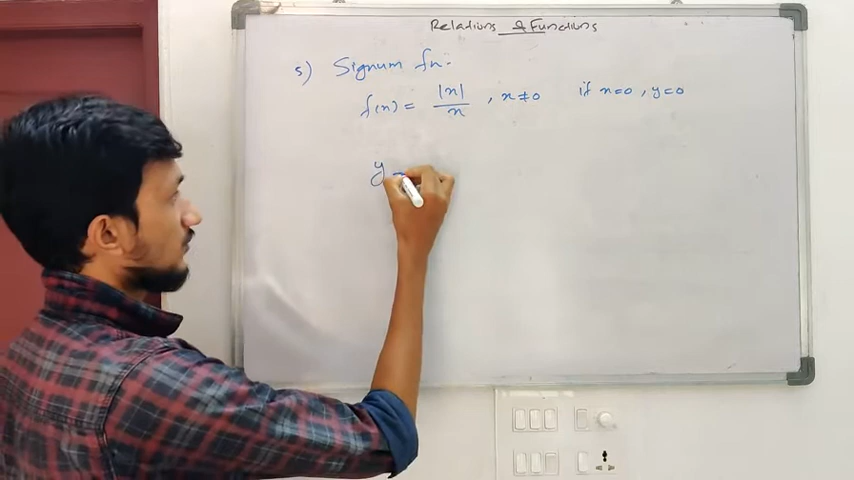 Relations & Functions
5) Signum fn:
f(x) = |x|/x , x≠0 if x=0, y=0
y =